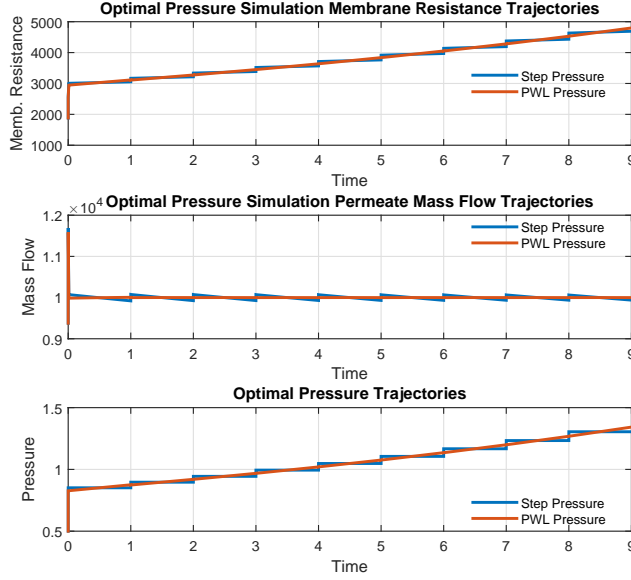 Optimal Pressure Simulation Membrane Resistance Trajectories
5000
4000
3000
2000
1000
Memb. Resistance
Step Pressure
PWL Pressure
0 1 2 3 4 5 6 7 8 9
Time
×10⁴
Optimal Pressure Simulation Permeate Mass Flow Trajectories
1.2
1.1
1
0.9
Mass Flow
Step Pressure
PWL Pressure
0 1 2 3 4 5 6 7 8 9
Time
Optimal Pressure Trajectories
1.5
1
0.5
Pressure
Step Pressure
PWL Pressure
0 1 2 3 4 5 6 7 8 9
Time